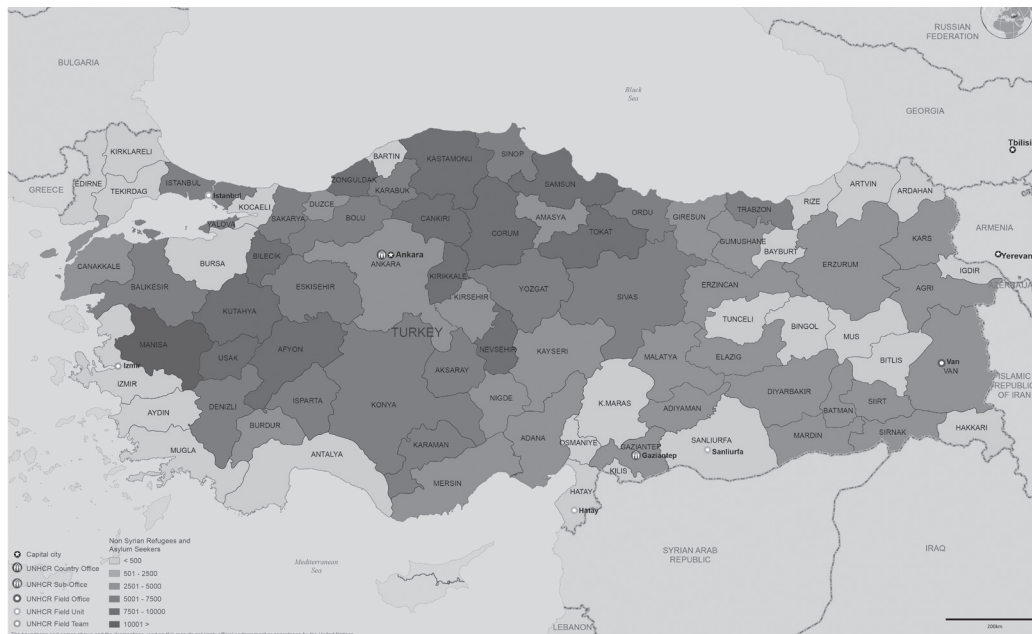 RUSSIAN
FEDERATION
BULGARIA
Black
Sea
GEORGIA
Tbilisi
KIRKLARELI
EDIRNE
TEKIRDAG
GREECE
ISTANBUL
Istanbul
KOCAELI
YALOVA
BARTIN
ZONGULDAK
KARABUK
KASTAMONU
SINOP
SAMSUN
DUZCE
SAKARYA
BOLU
CANKIRI
CORUM
AMASYA
TOKAT
ORDU
GIRESUN
TRABZON
GUMUSHANE
BAYBURT
RIZE
ARTVIN
ARDAHAN
KARS
ARMENIA
Yerevan
IGDIR
AGRI
ERZURUM
ERZINCAN
CANAKKALE
BALIKESIR
BURSA
BILECIK
ESKISEHIR
Ankara
ANKARA
KIRIKKALE
KIRSEHIR
YOZGAT
SIVAS
TUNCELI
BINGOL
MUS
BITLIS
Van
VAN
ISLAMIC
REPUBLIC
OF IRAN
KUTAHYA
MANISA
USAK
AFYON
TURKEY
NEVSEHIR
KAYSERI
AKSARAY
MALATYA
ELAZIG
DIYARBAKIR
BATMAN
SIIRT
SIRNAK
HAKKARI
MARDIN
Izmir
IZMIR
AYDIN
DENIZLI
MUGLA
BURDUR
ISPARTA
ANTALYA
KONYA
KARAMAN
MERSIN
NIGDE
ADANA
K.MARAS
OSMANIYE
ADIYAMAN
GAZIANTEP
Gaziantep
KILIS
SANLIURFA
Sanliurfa
HATAY
Hatay
SYRIAN ARAB
REPUBLIC
IRAQ
LEBANON
Mediterranean
Sea
Capital city
UNHCR Country Office
UNHCR Sub-Office
UNHCR Field Office
UNHCR Field Unit
UNHCR Field Team
Non Syrian Refugees and
Asylum Seekers
< 500
501 - 2500
2501 - 5000
5001 - 7500
7501 - 10000
10001 >
200km